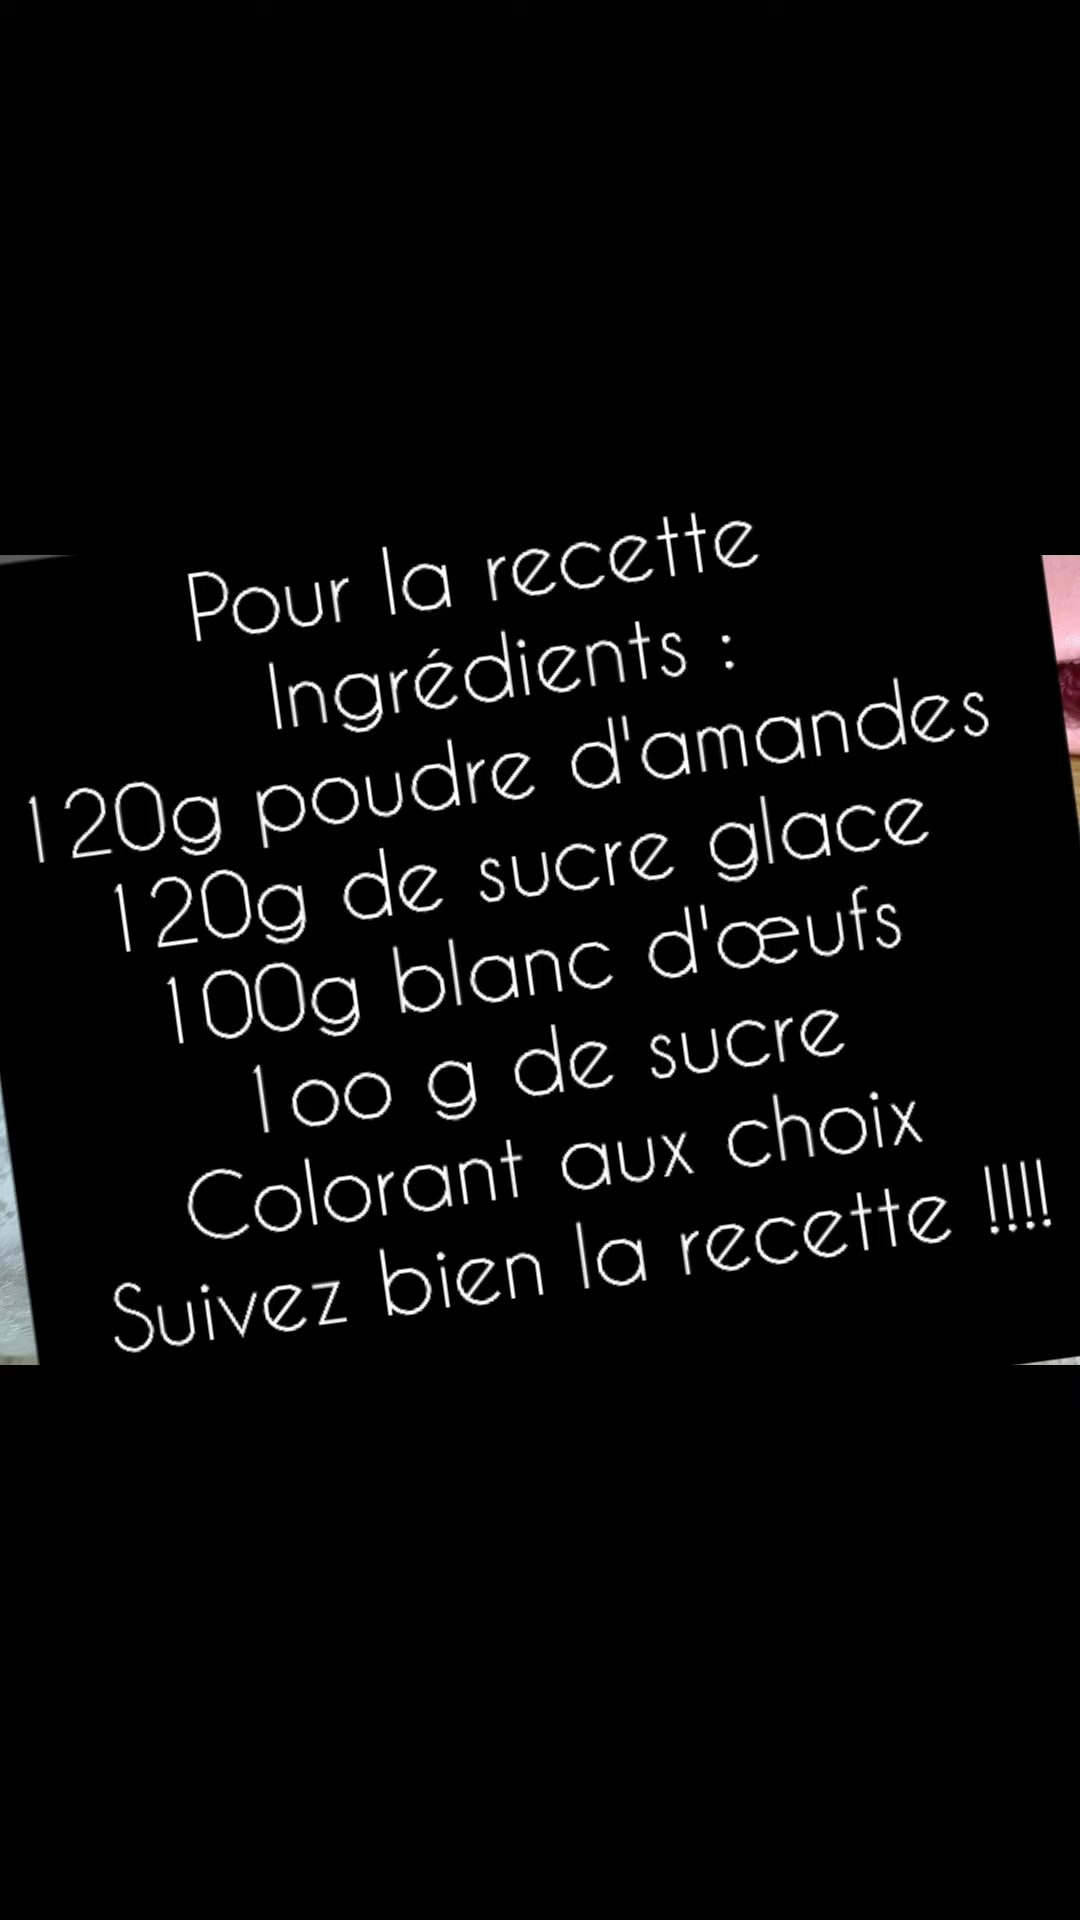 Pour la recette
Ingrédients :
120g poudre d'amandes
120g de sucre glace
100g blanc d'œufs
1oo g de sucre
Colorant aux choix
Suivez bien la recette !!!!